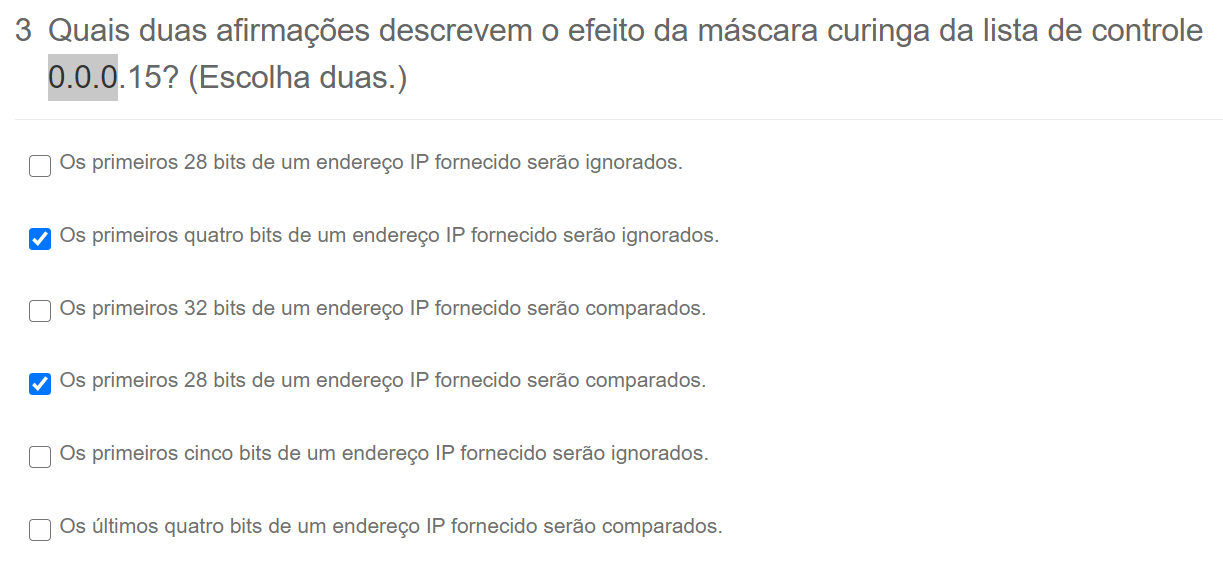 3 Quais duas afirmações descrevem o efeito da máscara curinga da lista de controle
0.0.0.15? (Escolha duas.)
Os primeiros 28 bits de um endereço IP fornecido serão ignorados.
Os primeiros quatro bits de um endereço IP fornecido serão ignorados.
Os primeiros 32 bits de um endereço IP fornecido serão comparados.
Os primeiros 28 bits de um endereço IP fornecido serão comparados.
Os primeiros cinco bits de um endereço IP fornecido serão ignorados.
Os últimos quatro bits de um endereço IP fornecido serão comparados.